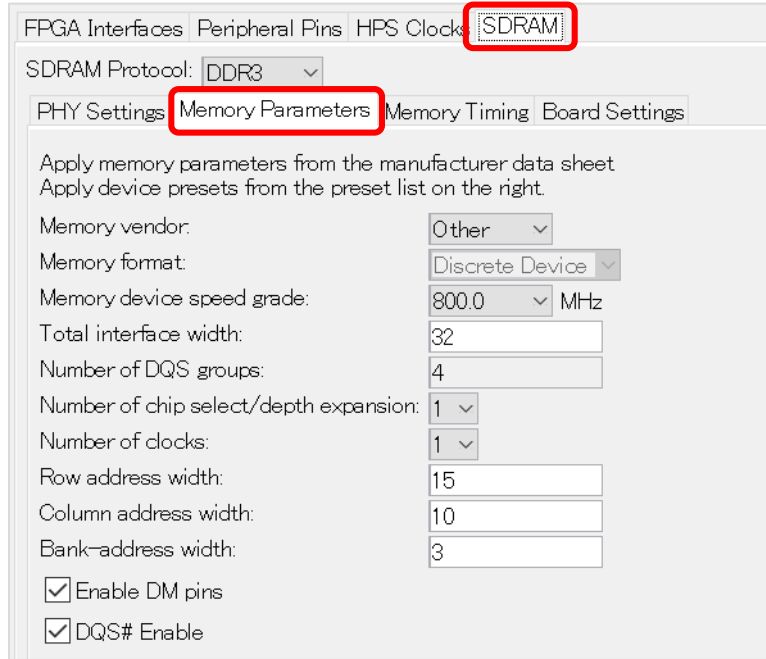 FPGA Interfaces Peripheral Pins HPS Clocks SDRAM
SDRAM Protocol: DDR3
PHY Settings Memory Parameters Memory Timing Board Settings
Apply memory parameters from the manufacturer data sheet
Apply device presets from the preset list on the right.
Memory vendor: Other
Memory format: Discrete Device
Memory device speed grade: 800.0 MHz
Total interface width: 32
Number of DQS groups: 4
Number of chip select/depth expansion: 1
Number of clocks: 1
Row address width: 15
Column address width: 10
Bank-address width: 3
Enable DM pins
DQS# Enable